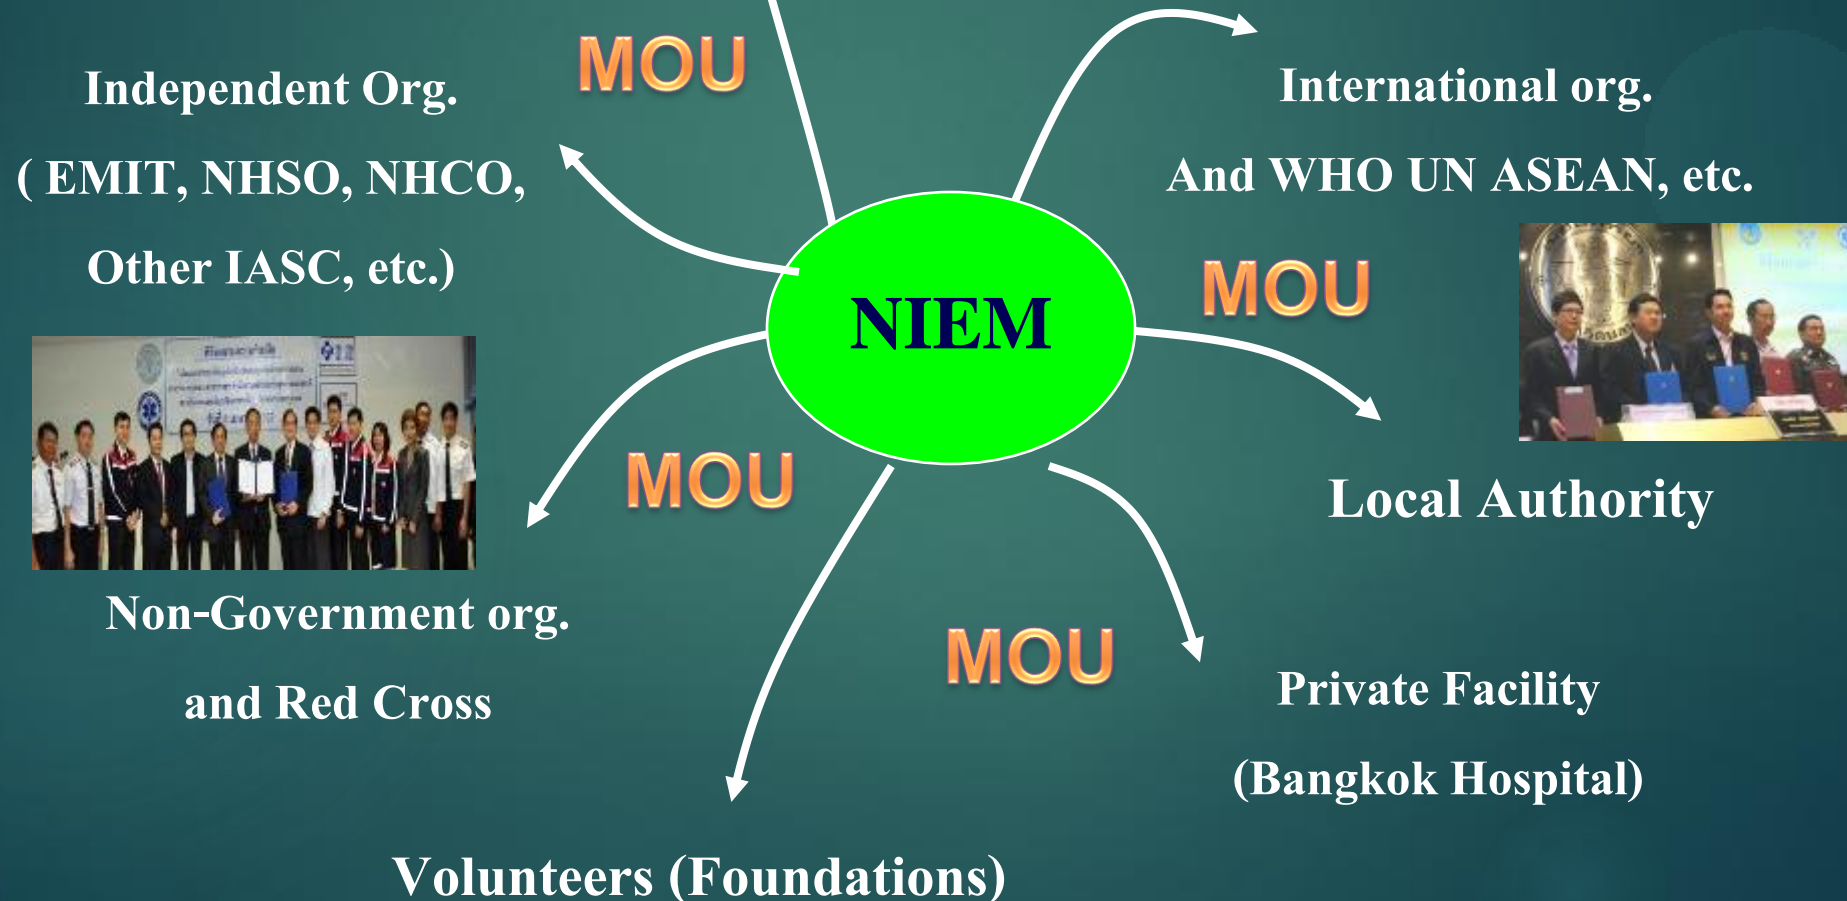 MOU
Independent Org.
( EMIT, NHSO, NHCO,
Other IASC, etc.)
International org.
And WHO UN ASEAN, etc.
NIEM
MOU
Local Authority
MOU
Non-Government org.
and Red Cross
MOU
Private Facility
(Bangkok Hospital)
Volunteers (Foundations)